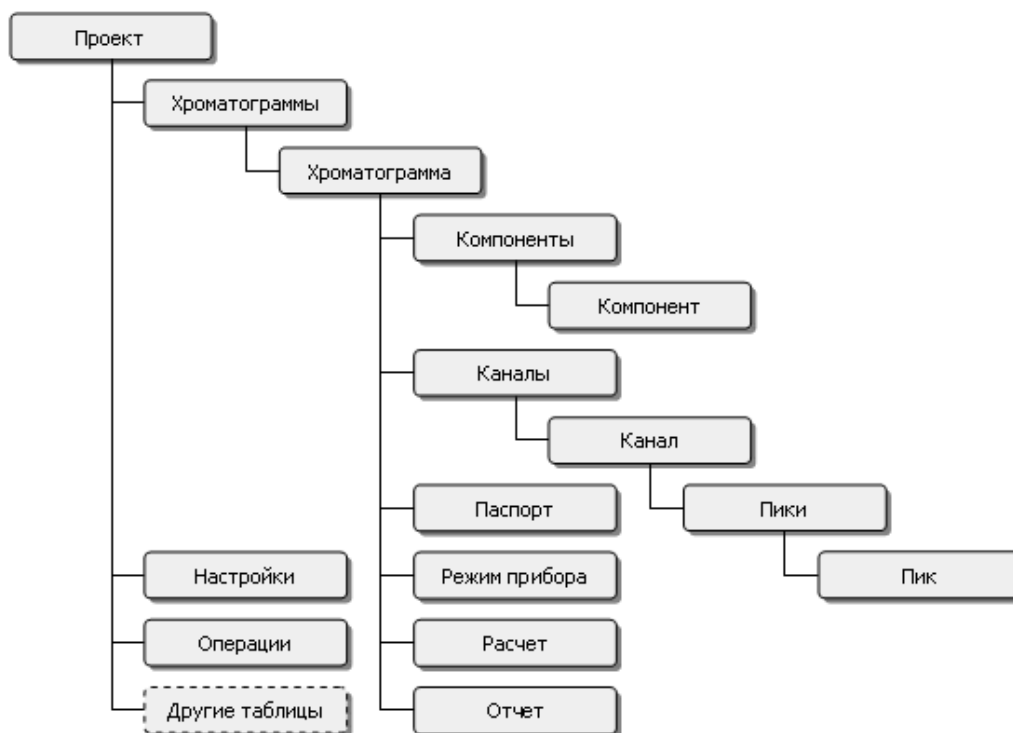 Проект
Хроматограммы
Хроматограмма
Компоненты
Компонент
Каналы
Канал
Паспорт
Пики
Настройки
Режим прибора
Пик
Операции
Расчет
Другие таблицы
Отчет